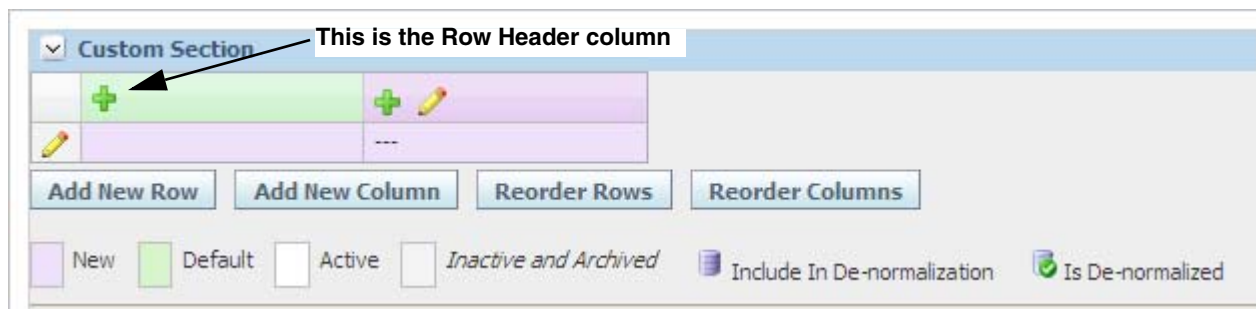 Custom Section This is the Row Header column
---
Add New Row Add New Column Reorder Rows Reorder Columns
New Default Active Inactive and Archived Include In De-normalization Is De-normalized